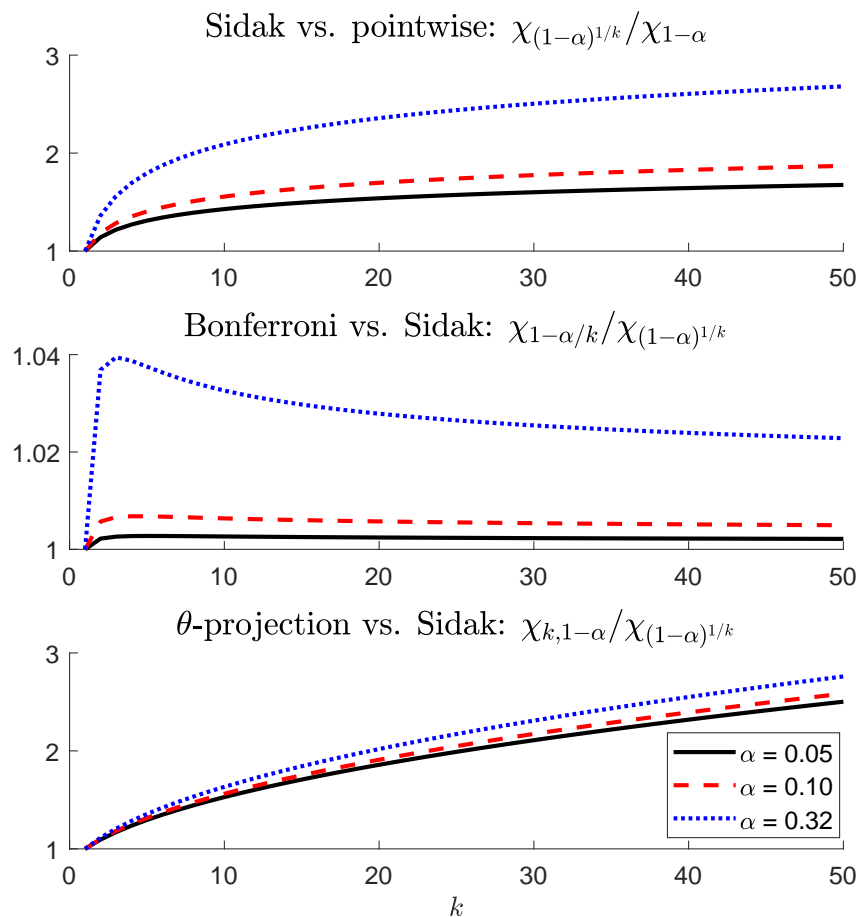 Sidak vs. pointwise: χ_{(1−α)^{1/k}}/χ_{1−α}
3
2
1
0 10 20 30 40 50
Bonferroni vs. Sidak: χ_{1−α/k}/χ_{(1−α)^{1/k}}
1.04
1.02
1
0 10 20 30 40 50
θ-projection vs. Sidak: χ_{k,1−α}/χ_{(1−α)^{1/k}}
3
2
1
α = 0.05
α = 0.10
α = 0.32
0 10 20 30 40 50
k